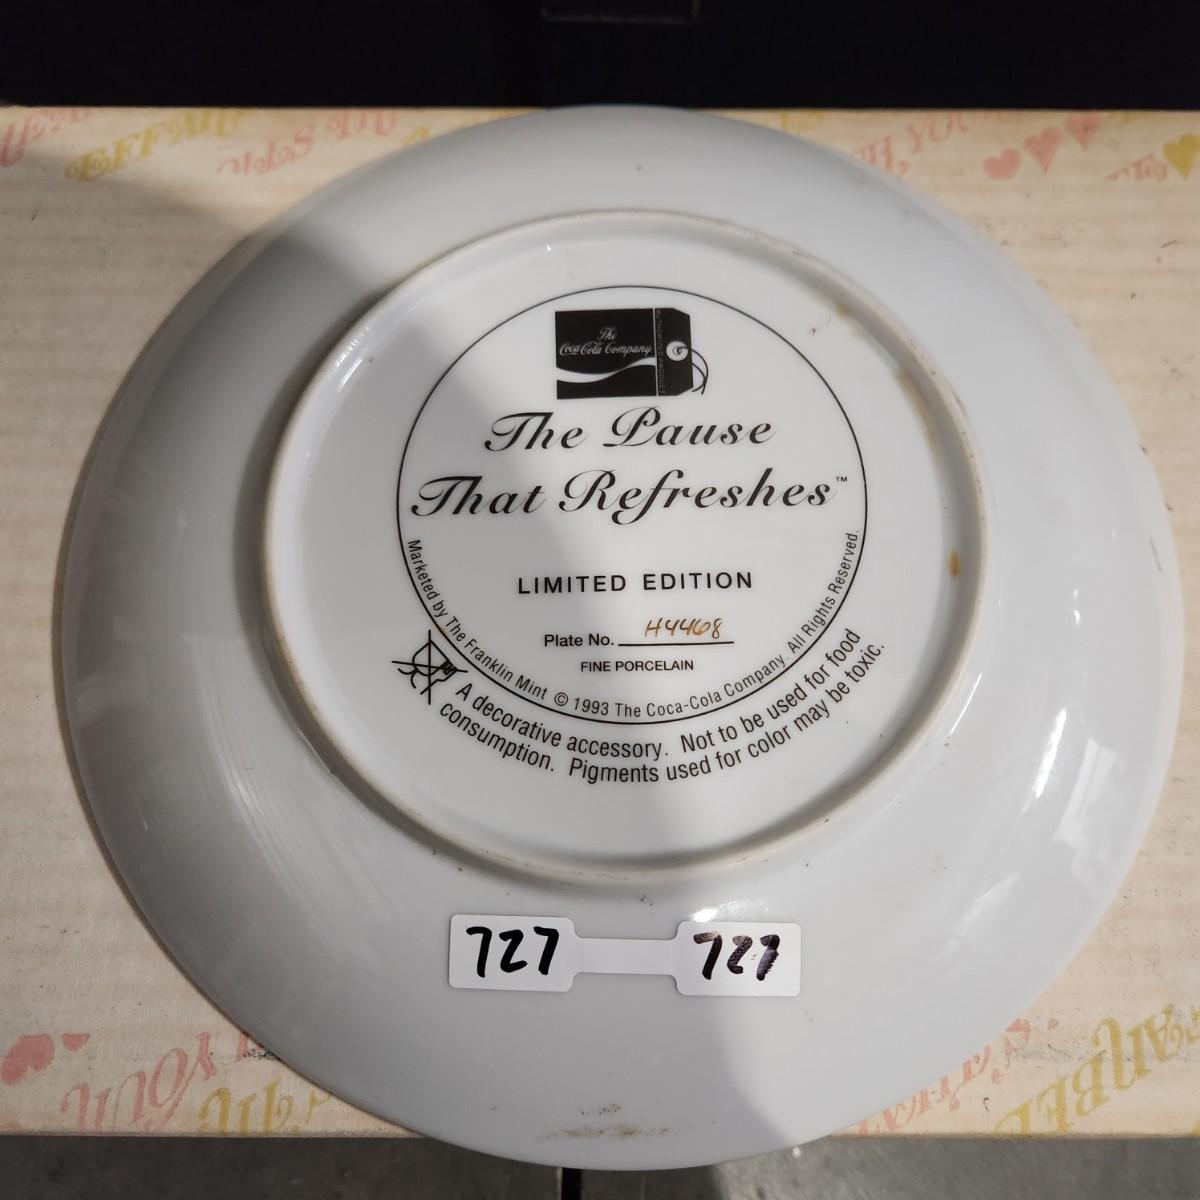 The
Coca-Cola Company
AUTHORIZED PRODUCT
The Pause
That Refreshes™
LIMITED EDITION
Plate No. H4468
FINE PORCELAIN
Marketed by The Franklin Mint © 1993 The Coca-Cola Company. All Rights Reserved.
A decorative accessory. Not to be used for food
consumption. Pigments used for color may be toxic.
727 727